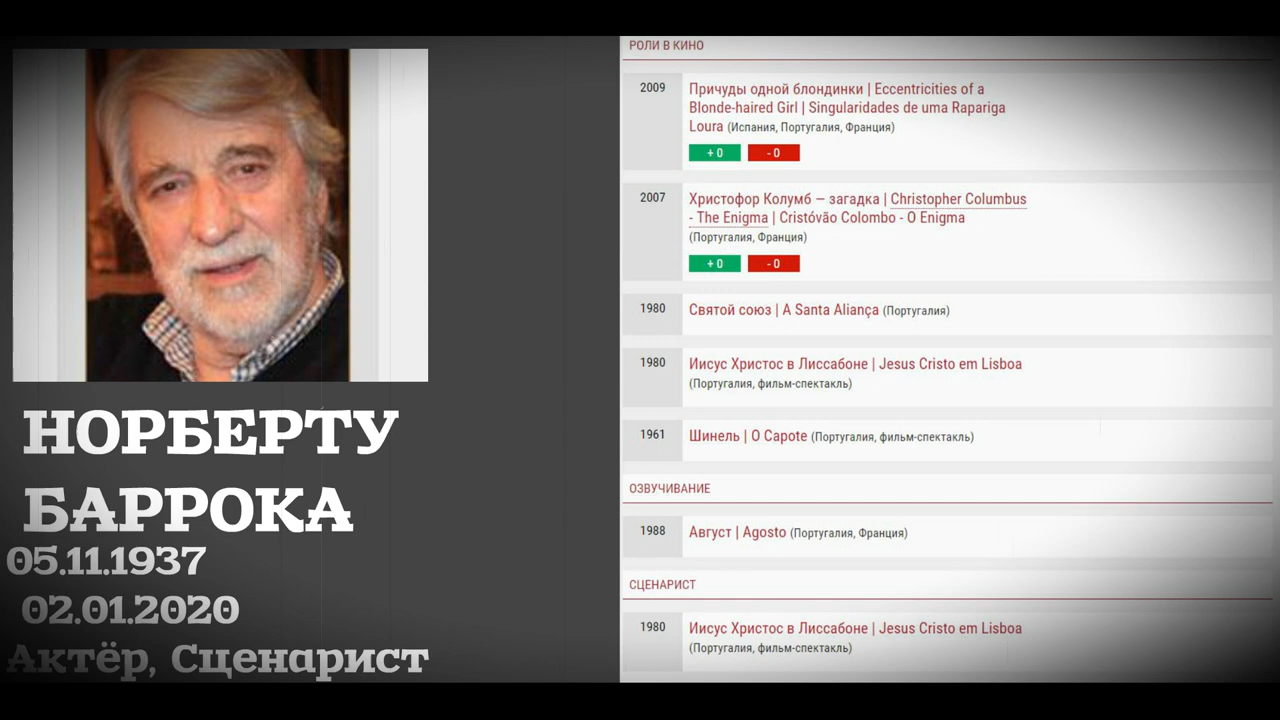 НОРБЕРТУ
БАРРОКА
05.11.1937
02.01.2020
Актёр, Сценарист
РОЛИ В КИНО
2009
Причуды одной блондинки | Eccentricities of a
Blonde-haired Girl | Singularidades de uma Rapariga
Loura (Испания, Португалия, Франция)
+ 0 - 0
2007
Христофор Колумб — загадка | Christopher Columbus
- The Enigma | Cristóvão Colombo - O Enigma
(Португалия, Франция)
+ 0 - 0
1980
Святой союз | A Santa Aliança (Португалия)
1980
Иисус Христос в Лиссабоне | Jesus Cristo em Lisboa
(Португалия, фильм-спектакль)
1961
Шинель | O Capote (Португалия, фильм-спектакль)
ОЗВУЧИВАНИЕ
1988
Август | Agosto (Португалия, Франция)
СЦЕНАРИСТ
1980
Иисус Христос в Лиссабоне | Jesus Cristo em Lisboa
(Португалия, фильм-спектакль)